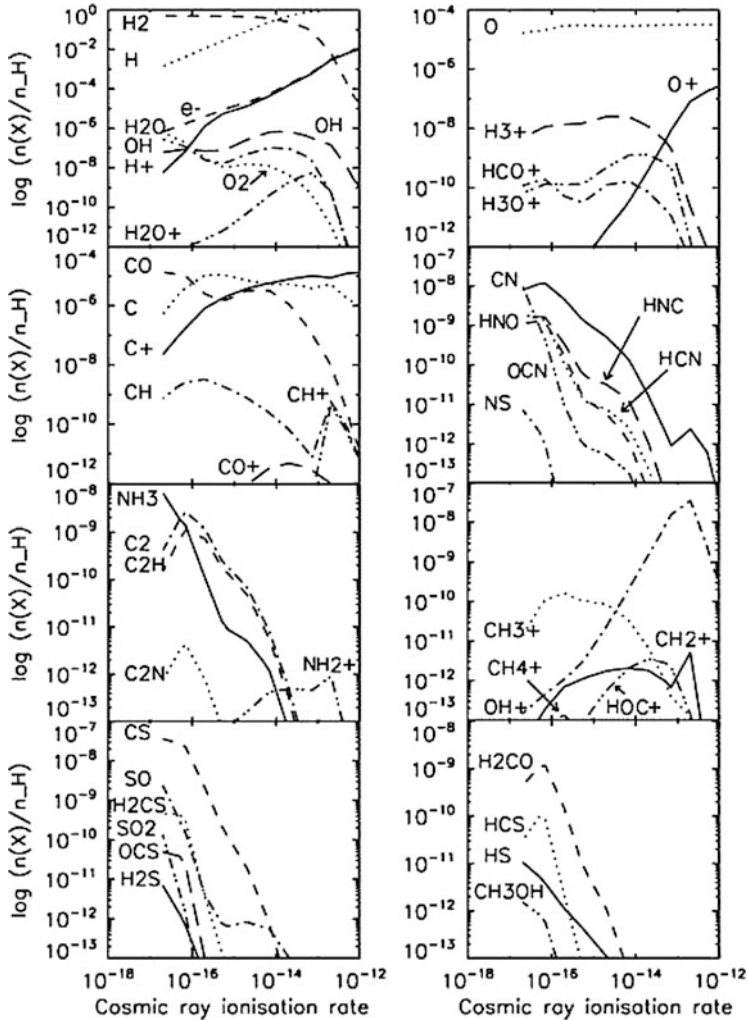 log (n(X)/n_H)
10^0
10^-2
10^-4
10^-6
10^-8
10^-10
10^-12
H2
H
e-
H2O
OH
H+
H2O+
O2
OH
10^-4
10^-6
10^-8
10^-10
10^-12
O
O+
H3+
HCO+
H3O+
log (n(X)/n_H)
10^-4
10^-6
10^-8
10^-10
10^-12
CO
C
C+
CH
CH+
CO+
10^-7
10^-8
10^-9
10^-10
10^-11
10^-12
10^-13
CN
HNO
OCN
NS
HNC
HCN
log (n(X)/n_H)
10^-8
10^-9
10^-10
10^-11
10^-12
10^-13
NH3
C2
C2H
C2N
NH2+
10^-7
10^-8
10^-9
10^-10
10^-11
10^-12
10^-13
CH3+
CH4+
OH+
HOC+
CH2+
log (n(X)/n_H)
10^-7
10^-8
10^-9
10^-10
10^-11
10^-12
10^-13
CS
SO
H2CS
SO2
OCS
H2S
10^-8
10^-9
10^-10
10^-11
10^-12
10^-13
H2CO
HCS
HS
CH3OH
10^-18 10^-16 10^-14 10^-12
10^-18 10^-16 10^-14 10^-12
Cosmic ray ionisation rate
Cosmic ray ionisation rate